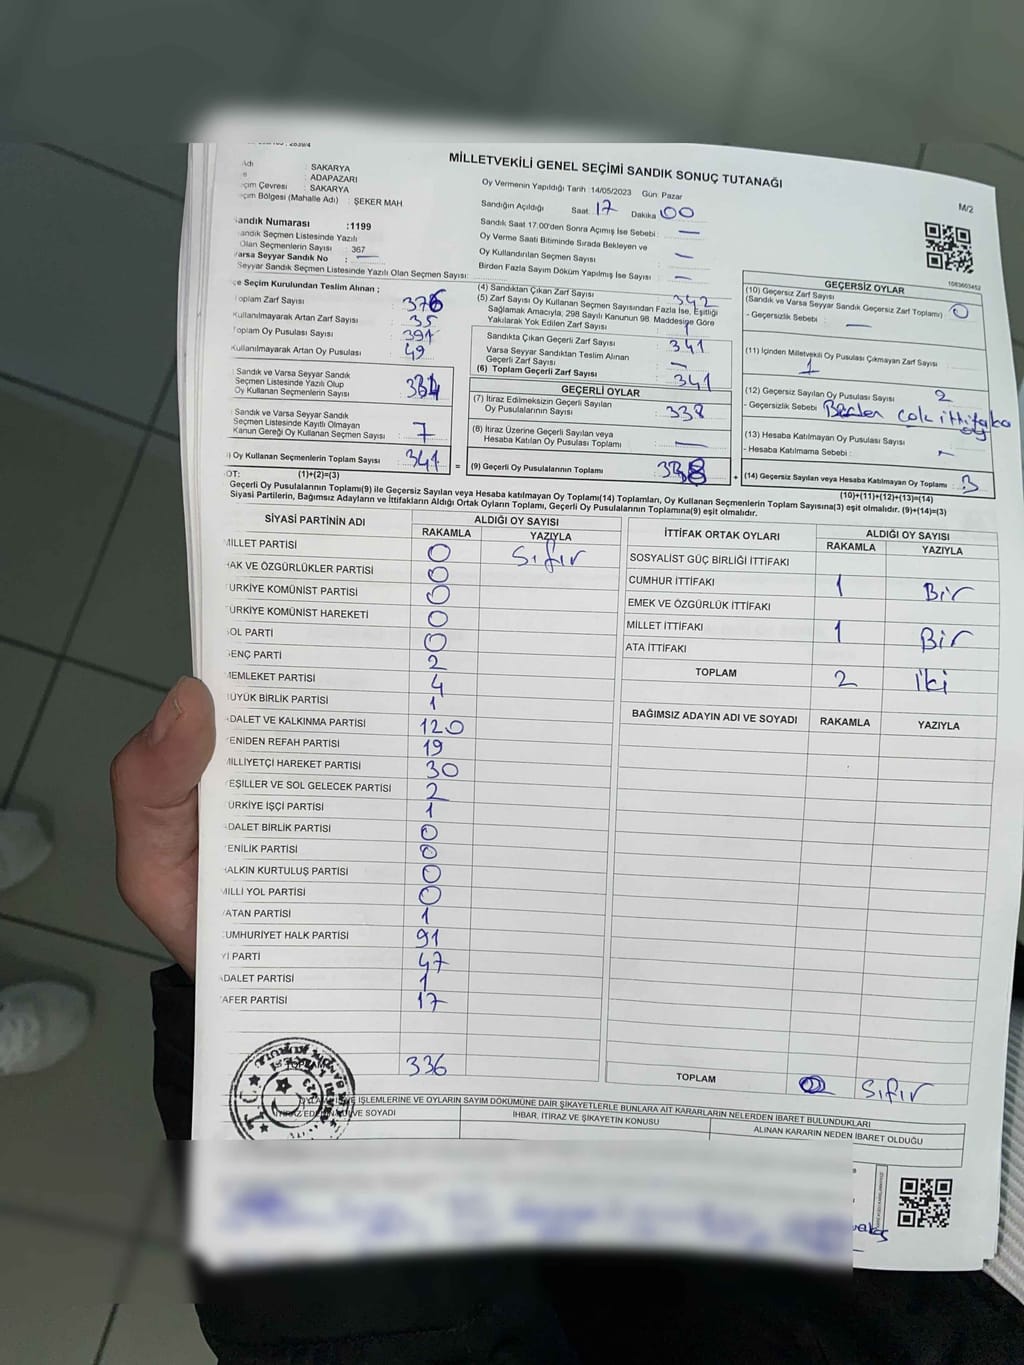 MİLLETVEKİLİ GENEL SEÇİMİ SANDIK SONUÇ TUTANAĞI
M/2
: SAKARYA
: ADAPAZARI
Seçim Çevresi : SAKARYA
Seçim Bölgesi (Mahalle Adı) : ŞEKER MAH
Sandık Numarası : 1199
Sandık Seçmen Listesinde Yazılı
Olan Seçmenlerin Sayısı : 367
Varsa Seyyar Sandık No : —
Seyyar Sandık Seçmen Listesinde Yazılı Olan Seçmen Sayısı:
Oy Vermenin Yapıldığı Tarih :14/05/2023 Gün: Pazar
Sandığın Açıldığı Saat : 17 Dakika : 00
Sandık Saat 17.00'den Sonra Açılmış İse Sebebi : —
Oy Verme Saati Bitiminde Sırada Bekleyen ve
Oy Kullandırılan Seçmen Sayısı : —
Birden Fazla Sayım Döküm Yapılmış İse Sayısı : —
1083603452
İlçe Seçim Kurulundan Teslim Alınan ;
Toplam Zarf Sayısı : 376
Kullanılmayarak Artan Zarf Sayısı : 35
Toplam Oy Pusulası Sayısı : 391
Kullanılmayarak Artan Oy Pusulası : 49
Sandık ve Varsa Seyyar Sandık
Seçmen Listesinde Yazılı Olup
Oy Kullanan Seçmenlerin Sayısı : 334
Sandık ve Varsa Seyyar Sandık
Seçmen Listesinde Kayıtlı Olmayan
Kanun Gereği Oy Kullanan Seçmen Sayısı : 7
Oy Kullanan Seçmenlerin Toplam Sayısı : 341
(1)+(2)=(3)
(4) Sandıktan Çıkan Zarf Sayısı : 342
(5) Zarf Sayısı Oy Kullanan Seçmen Sayısından Fazla İse, Eşitliği
Sağlamak Amacıyla, 298 Sayılı Kanunun 98. Maddesine Göre
Yakılarak Yok Edilen Zarf Sayısı : 1
Sandıkta Çıkan Geçerli Zarf Sayısı : 341
Varsa Seyyar Sandıktan Teslim Alınan
Geçerli Zarf Sayısı : —
(6) Toplam Geçerli Zarf Sayısı : 341
GEÇERLİ OYLAR
(7) İtiraz Edilmeksizin Geçerli Sayılan
Oy Pusulalarının Sayısı : 338
(8) İtiraz Üzerine Geçerli Sayılan veya
Hesaba Katılan Oy Pusulası Toplamı : —
= (9) Geçerli Oy Pusulalarının Toplamı : 338
GEÇERSİZ OYLAR
(10) Geçersiz Zarf Sayısı
(Sandık ve Varsa Seyyar Sandık Geçersiz Zarf Toplamı) : 0
- Geçersizlik Sebebi : —
(11) İçinden Milletvekili Oy Pusulası Çıkmayan Zarf Sayısı
: 1
(12) Geçersiz Sayılan Oy Pusulası Sayısı : 2
- Geçersizlik Sebebi : Birden çok ittifaka
oy
(13) Hesaba Katılmayan Oy Pusulası Sayısı :
- Hesaba Katılmama Sebebi : —
+ (14) Geçersiz Sayılan veya Hesaba Katılmayan Oy Toplamı : 3
(10)+(11)+(12)+(13)=(14)
NOT:
Geçerli Oy Pusulalarının Toplamı(9) ile Geçersiz Sayılan veya Hesaba katılmayan Oy Toplamı(14) Toplamları, Oy Kullanan Seçmenlerin Toplam Sayısına(3) eşit olmalıdır. (9)+(14)=(3)
Siyasi Partilerin, Bağımsız Adayların ve İttifakların Aldığı Ortak Oyların Toplamı, Geçerli Oy Pusulalarının Toplamına(9) eşit olmalıdır.
SİYASİ PARTİNİN ADI ALDIĞI OY SAYISI
RAKAMLA YAZIYLA
MİLLET PARTİSİ 0 Sıfır
HAK VE ÖZGÜRLÜKLER PARTİSİ 0
TÜRKİYE KOMÜNİST PARTİSİ 0
TÜRKİYE KOMÜNİST HAREKETİ 0
SOL PARTİ 0
GENÇ PARTİ 2
MEMLEKET PARTİSİ 4
BÜYÜK BİRLİK PARTİSİ 1
ADALET VE KALKINMA PARTİSİ 120
YENİDEN REFAH PARTİSİ 19
MİLLİYETÇİ HAREKET PARTİSİ 30
YEŞİLLER VE SOL GELECEK PARTİSİ 2
TÜRKİYE İŞÇİ PARTİSİ 1
ADALET BİRLİK PARTİSİ 0
YENİLİK PARTİSİ 0
HALKIN KURTULUŞ PARTİSİ 0
MİLLİ YOL PARTİSİ 0
VATAN PARTİSİ 1
CUMHURİYET HALK PARTİSİ 91
İYİ PARTİ 47
ADALET PARTİSİ 1
ZAFER PARTİSİ 17
TOPLAM 336
İTTİFAK ORTAK OYLARI ALDIĞI OY SAYISI
RAKAMLA YAZIYLA
SOSYALİST GÜÇ BİRLİĞİ İTTİFAKI
CUMHUR İTTİFAKI 1 Bir
EMEK VE ÖZGÜRLÜK İTTİFAKI
MİLLET İTTİFAKI 1 Bir
ATA İTTİFAKI
TOPLAM 2 iki
BAĞIMSIZ ADAYIN ADI VE SOYADI RAKAMLA YAZIYLA
TOPLAM 0 Sıfır
İŞLEMLERİNE VE OYLARIN SAYIM DÖKÜMÜNE DAİR ŞİKAYETLERLE BUNLARA AİT KARARLARIN NELERDEN İBARET BULUNDUKLARI
İTİRAZ EDENİN ADI VE SOYADI İHBAR, İTİRAZ VE ŞİKAYETİN KONUSU ALINAN KARARIN NEDEN İBARET OLDUĞU